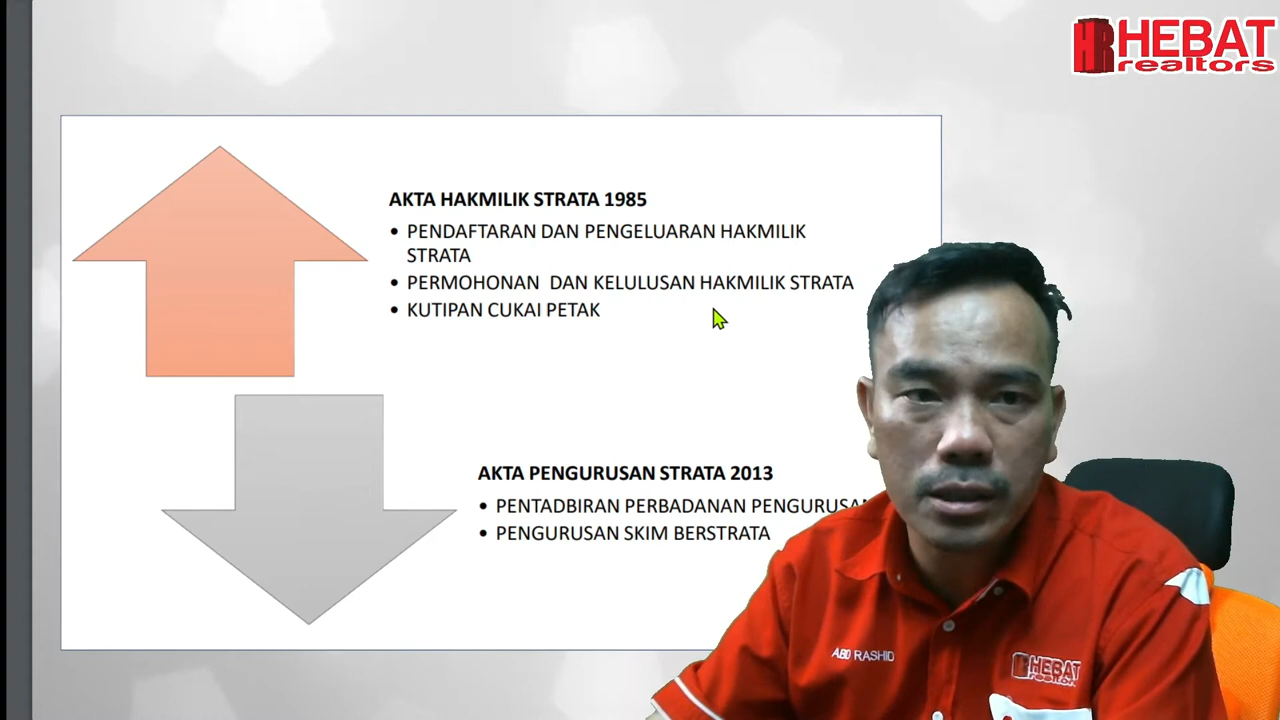 HEBAT
realtors
AKTA HAKMILIK STRATA 1985
• PENDAFTARAN DAN PENGELUARAN HAKMILIK
STRATA
• PERMOHONAN DAN KELULUSAN HAKMILIK STRATA
• KUTIPAN CUKAI PETAK
AKTA PENGURUSAN STRATA 2013
• PENTADBIRAN PERBADANAN PENGURUSAN
• PENGURUSAN SKIM BERSTRATA
ABD RASHID
HEBAT
realtors